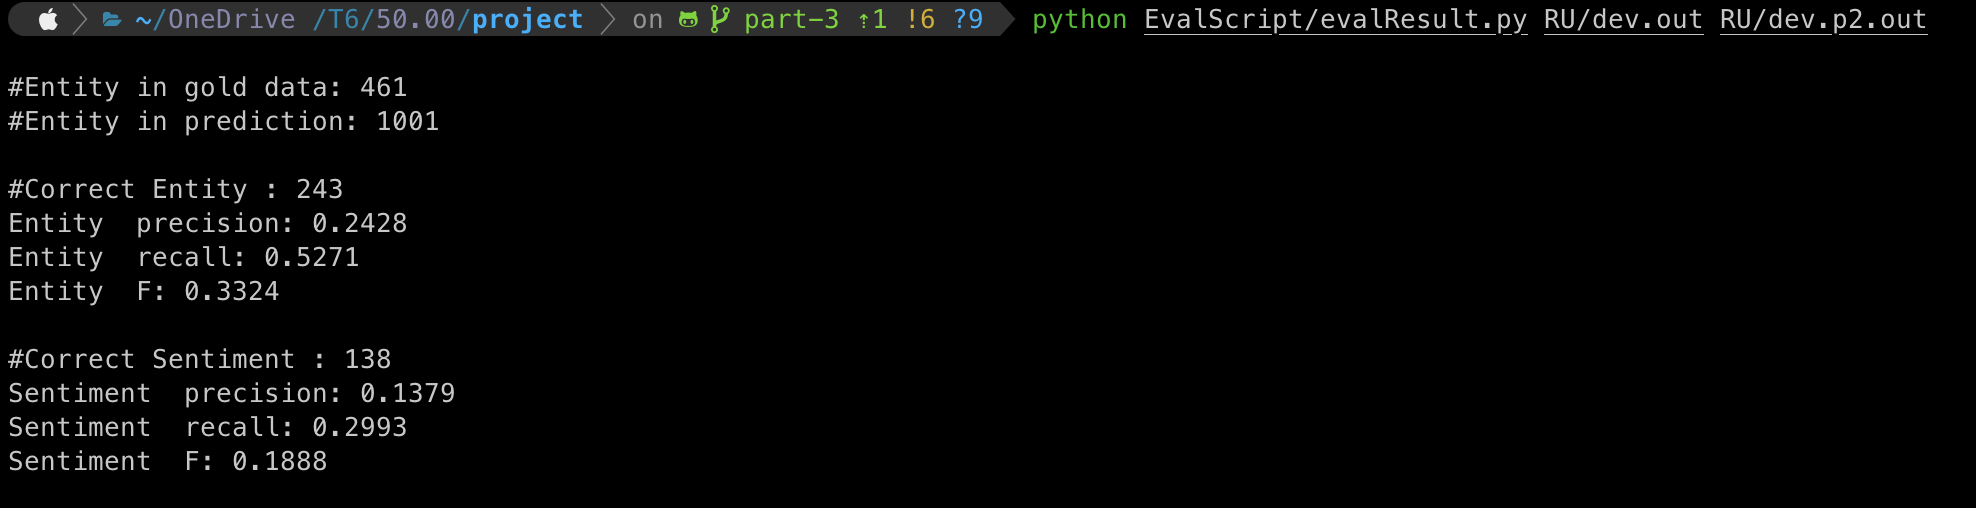 ~/OneDrive /T6/50.00/project on part-3 ⇡1 !6 ?9 python EvalScript/evalResult.py RU/dev.out RU/dev.p2.out
#Entity in gold data: 461
#Entity in prediction: 1001
#Correct Entity : 243
Entity  precision: 0.2428
Entity  recall: 0.5271
Entity  F: 0.3324
#Correct Sentiment : 138
Sentiment  precision: 0.1379
Sentiment  recall: 0.2993
Sentiment  F: 0.1888